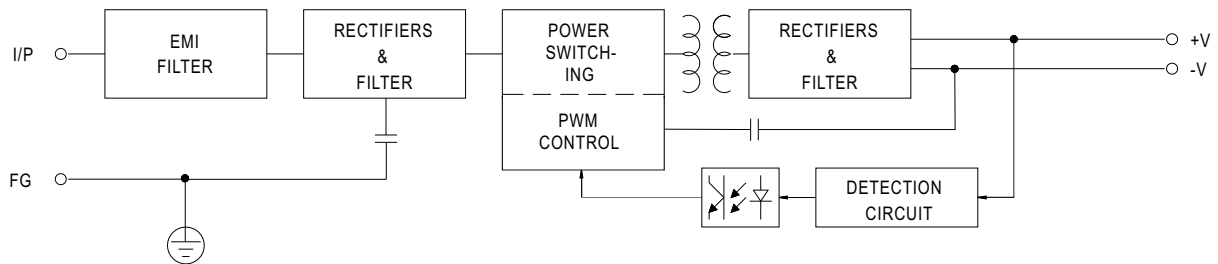 I/P
EMI
FILTER
RECTIFIERS
&
FILTER
POWER
SWITCH-
ING
PWM
CONTROL
RECTIFIERS
&
FILTER
+V
-V
FG
DETECTION
CIRCUIT